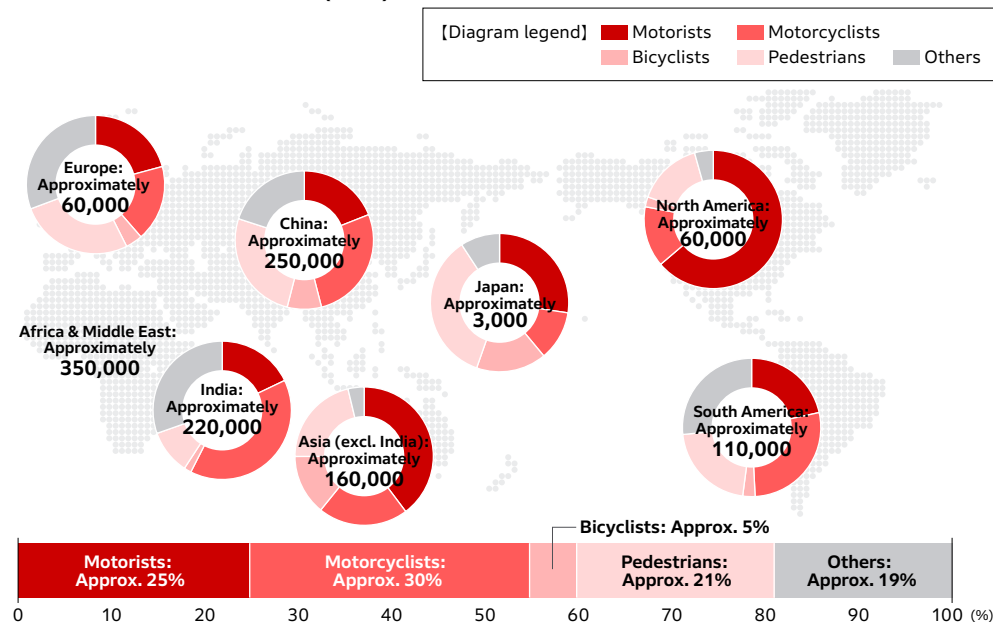 【Diagram legend】 Motorists Motorcyclists
Bicyclists Pedestrians Others
Europe:
Approximately
60,000
China:
Approximately
250,000
Japan:
Approximately
3,000
North America:
Approximately
60,000
Africa & Middle East:
Approximately
350,000
India:
Approximately
220,000
Asia (excl. India):
Approximately
160,000
South America:
Approximately
110,000
Bicyclists: Approx. 5%
Motorists:
Approx. 25%
Motorcyclists:
Approx. 30%
Pedestrians:
Approx. 21%
Others:
Approx. 19%
0 10 20 30 40 50 60 70 80 90 100 (%)